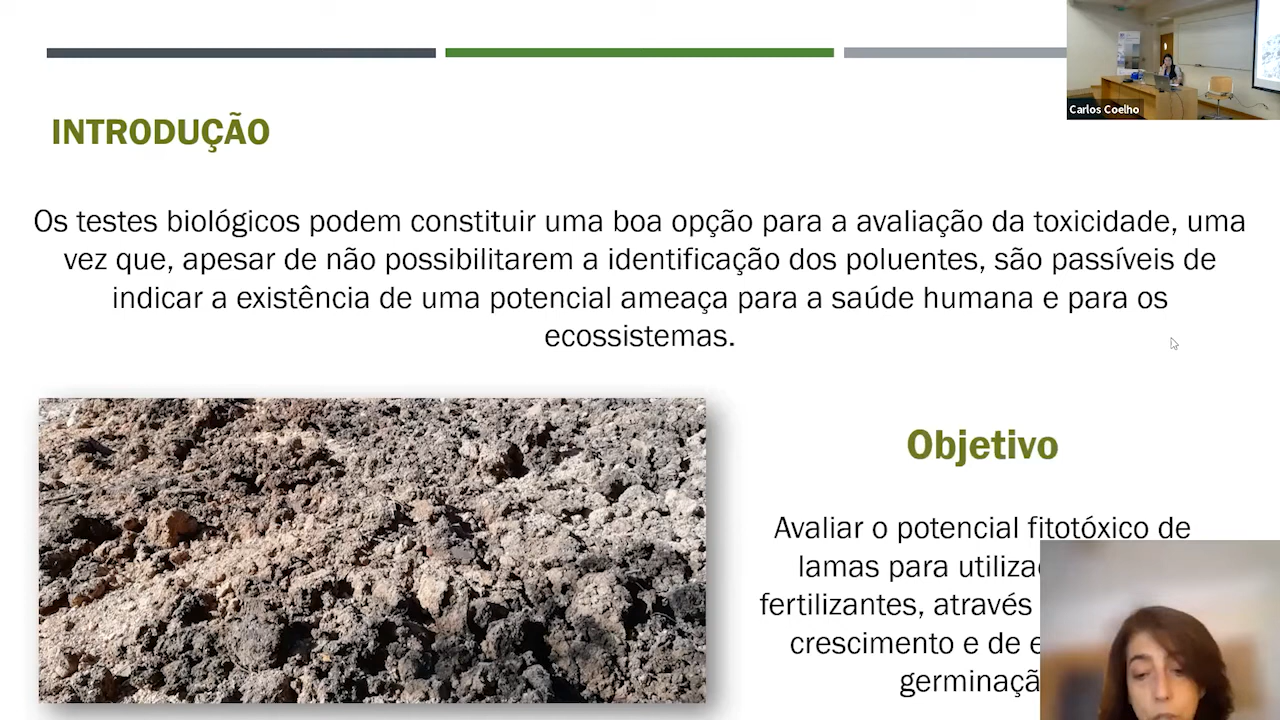 INTRODUÇÃO
Carlos Coelho
Os testes biológicos podem constituir uma boa opção para a avaliação da toxicidade, uma
vez que, apesar de não possibilitarem a identificação dos poluentes, são passíveis de
indicar a existência de uma potencial ameaça para a saúde humana e para os
ecossistemas.
Objetivo
Avaliar o potencial fitotóxico de
lamas para
fertilizantes, através
crescimento e de